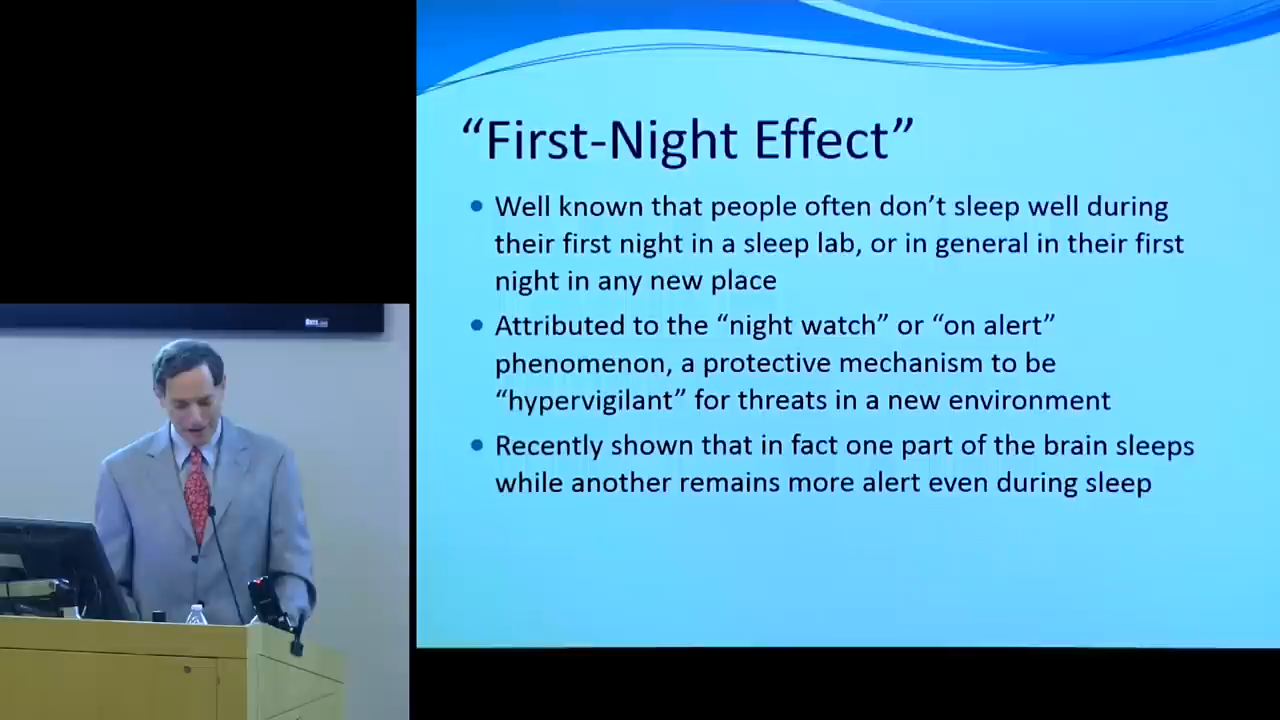 “First-Night Effect”
Well known that people often don’t sleep well during
their first night in a sleep lab, or in general in their first
night in any new place
Attributed to the “night watch” or “on alert”
phenomenon, a protective mechanism to be
“hypervigilant” for threats in a new environment
Recently shown that in fact one part of the brain sleeps
while another remains more alert even during sleep